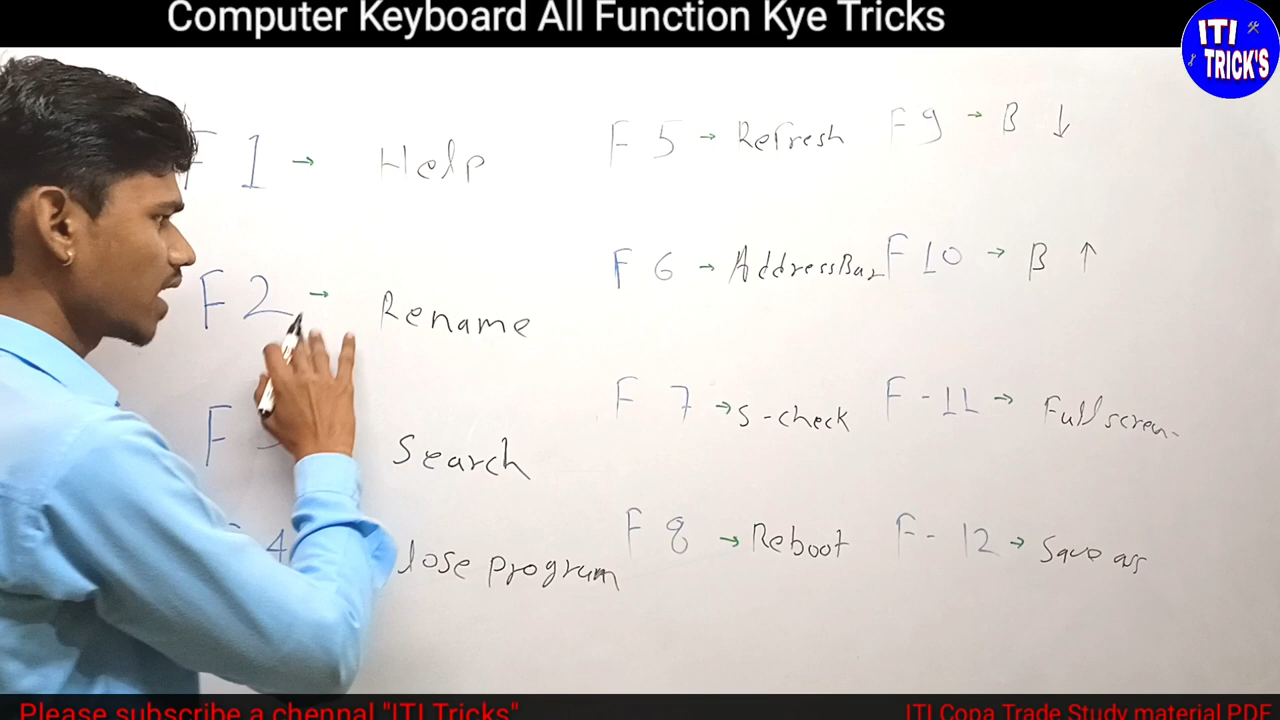 Computer Keyboard All Function Kye Tricks
ITI
TRICK'S
F 1 → Help
F 2 → Rename
F Search
4 lose program
F 5 → Refresh
F 6 → AddressBar
F 7 → S-check
F 8 → Reboot
F 9 → B ↓
F 10 → B ↑
F-11 → Fullscreen
F-12 → Save as
Please subscribe a chennal "ITI Tricks"
ITI Copa Trade Study material PDF